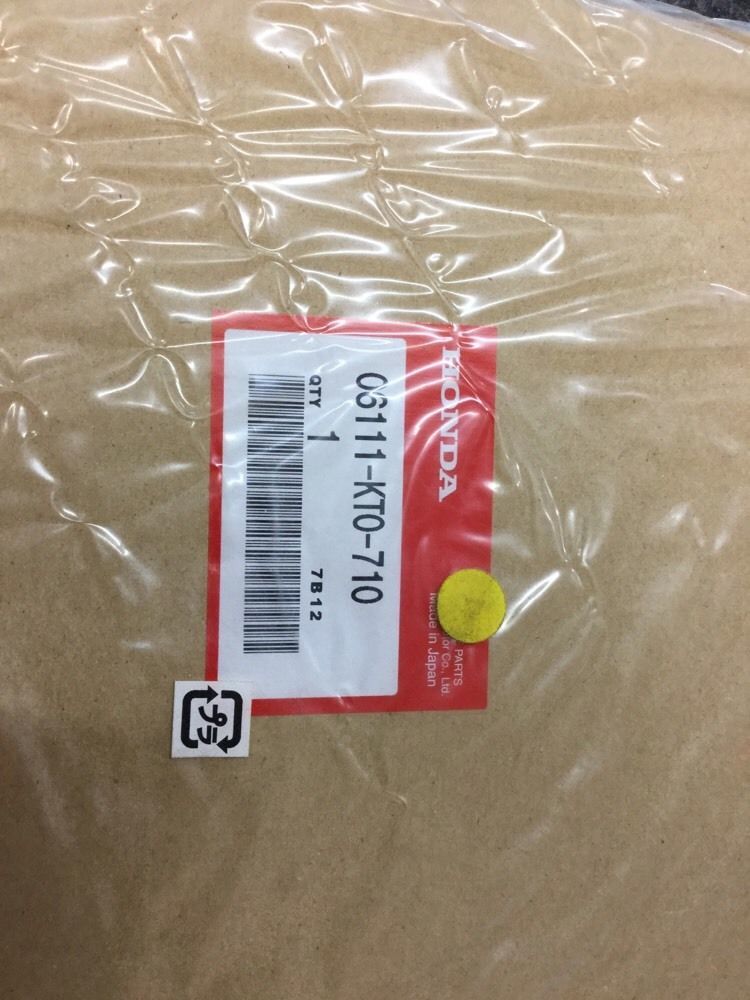 HONDA
PARTS
Co., Ltd.
Made in Japan
06111-KT0-710
QTY 1
7B12
プラ